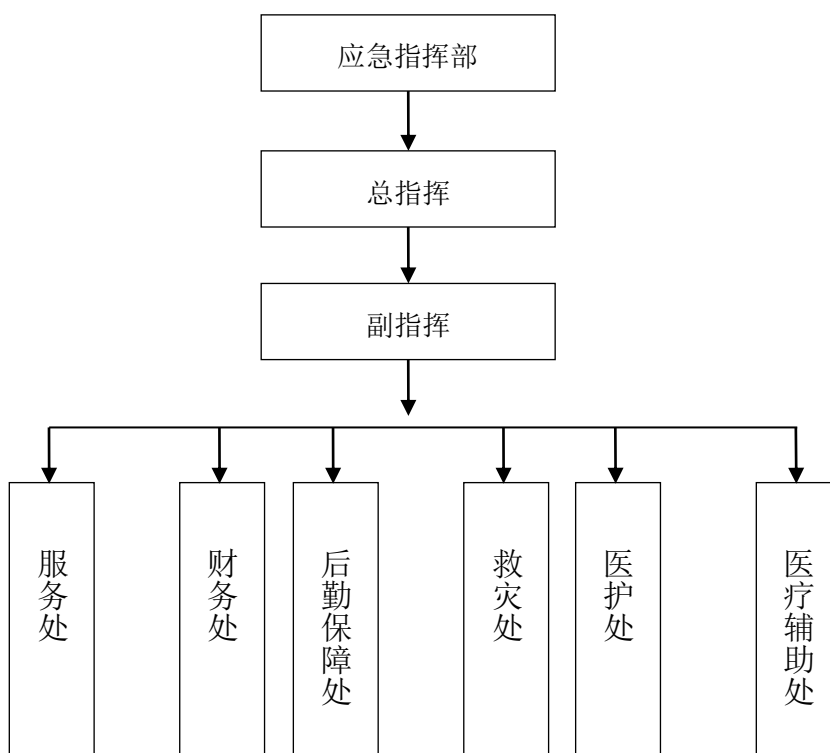 应急指挥部
总指挥
副指挥
服务处
财务处
后勤保障处
救灾处
医护处
医疗辅助处